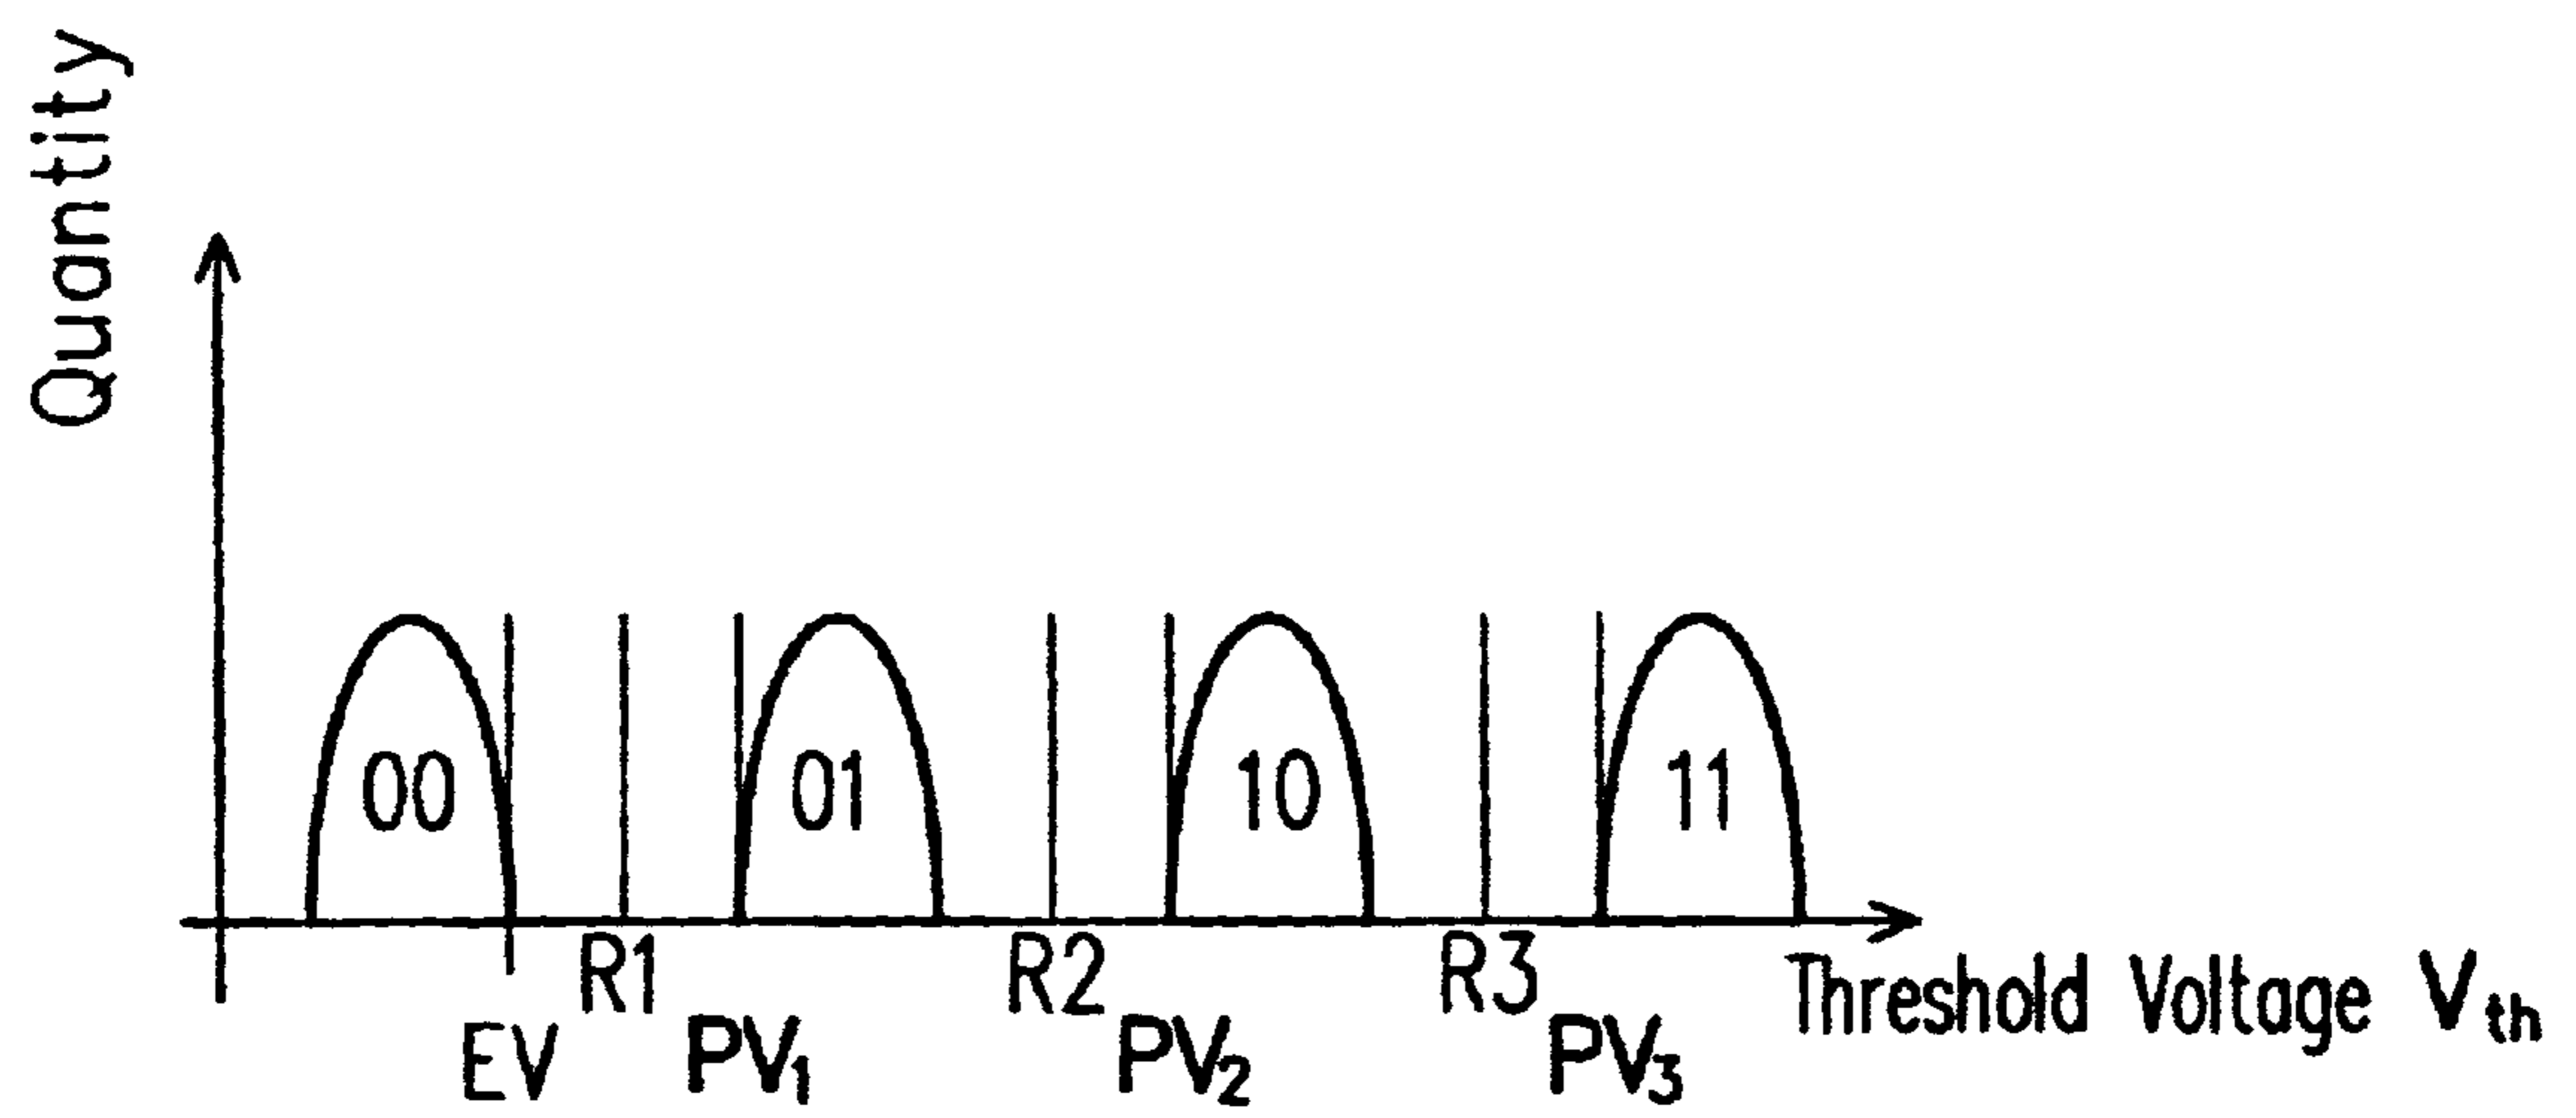 Quantity
00 01 10 11
R1 R2 R3
Threshold Voltage Vth
EV PV1 PV2 PV3